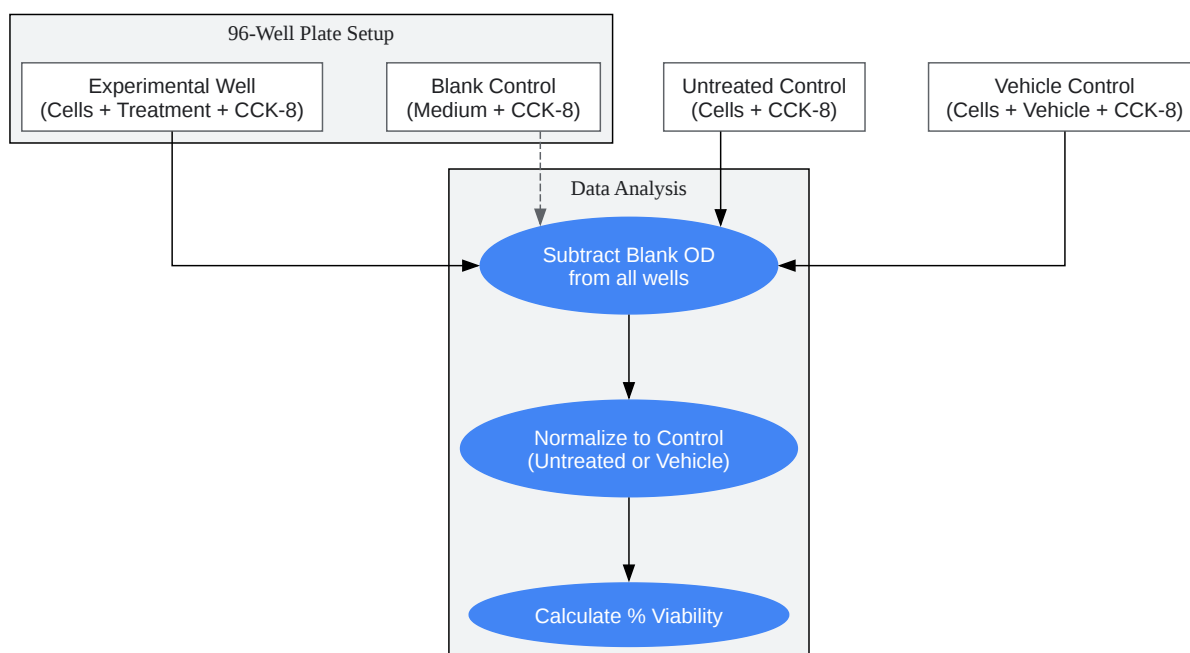 96-Well Plate Setup
Experimental Well
(Cells + Treatment + CCK-8)
Blank Control
(Medium + CCK-8)
Untreated Control
(Cells + CCK-8)
Vehicle Control
(Cells + Vehicle + CCK-8)
Data Analysis
Subtract Blank OD
from all wells
Normalize to Control
(Untreated or Vehicle)
Calculate % Viability